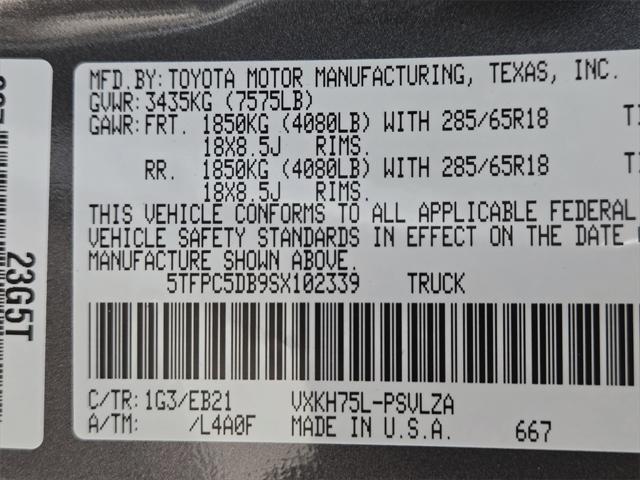 MFD.BY: TOYOTA MOTOR MANUFACTURING, TEXAS, INC.
GVWR: 3435KG (7575LB)
GAWR: FRT. 1850KG (4080LB) WITH 285/65R18
18X8.5J RIMS.
RR. 1850KG (4080LB) WITH 285/65R18
18X8.5J RIMS.
THIS VEHICLE CONFORMS TO ALL APPLICABLE FEDERAL
VEHICLE SAFETY STANDARDS IN EFFECT ON THE DATE
MANUFACTURE SHOWN ABOVE.
5TFPC5DB9SX102339 TRUCK
C/TR: 1G3/EB21 VXKH75L-PSVLZA
A/TM: /L4A0F MADE IN U.S.A. 667
23G5T